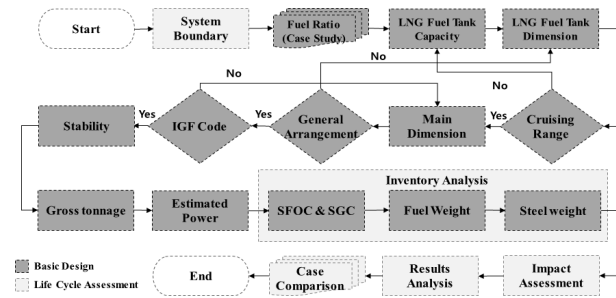 Start
System
Boundary
Fuel Ratio
(Case Study)
LNG Fuel Tank
Capacity
LNG Fuel Tank
Dimension
No
No
No
Stability
Yes
IGF Code
Yes
General
Arrangement
Main
Dimension
Yes
Cruising
Range
Inventory Analysis
Gross tonnage
Estimated
Power
SFOC & SGC
Fuel Weight
Steel weight
Basic Design
Life Cycle Assessment
End
Case
Comparison
Results
Analysis
Impact
Assessment